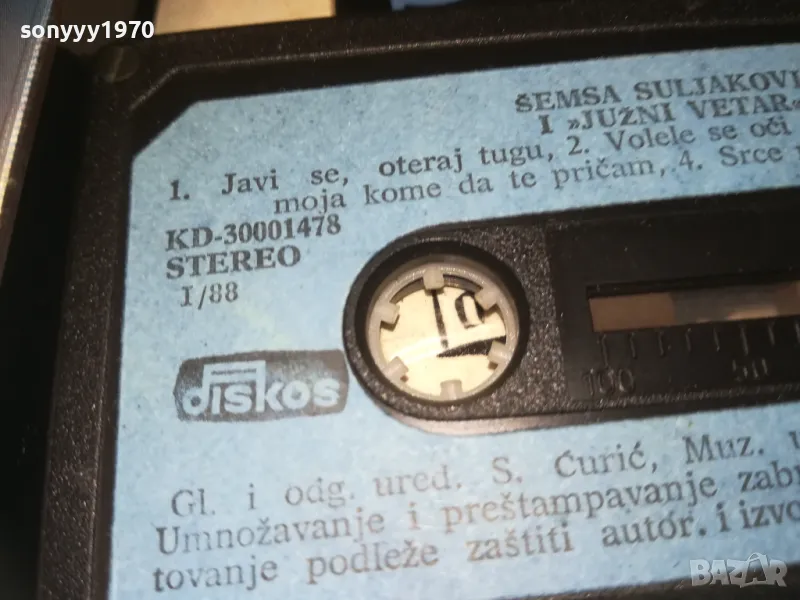 sonyyy1970
ŠEMSA SULJAKOVI
I »JUŽNI VETAR«
1. Javi se, oteraj tugu, 2. Volele se oči
moja kome da te pričam, 4. Srce
KD-30001478
STEREO
I/88
diskos
100 50
Gl. i odg. ured. S. Ćurić, Muz. u
Umnožavanje i preštampavanje zabr
tovanje podleže zaštiti autor. i izvo
BAZAR